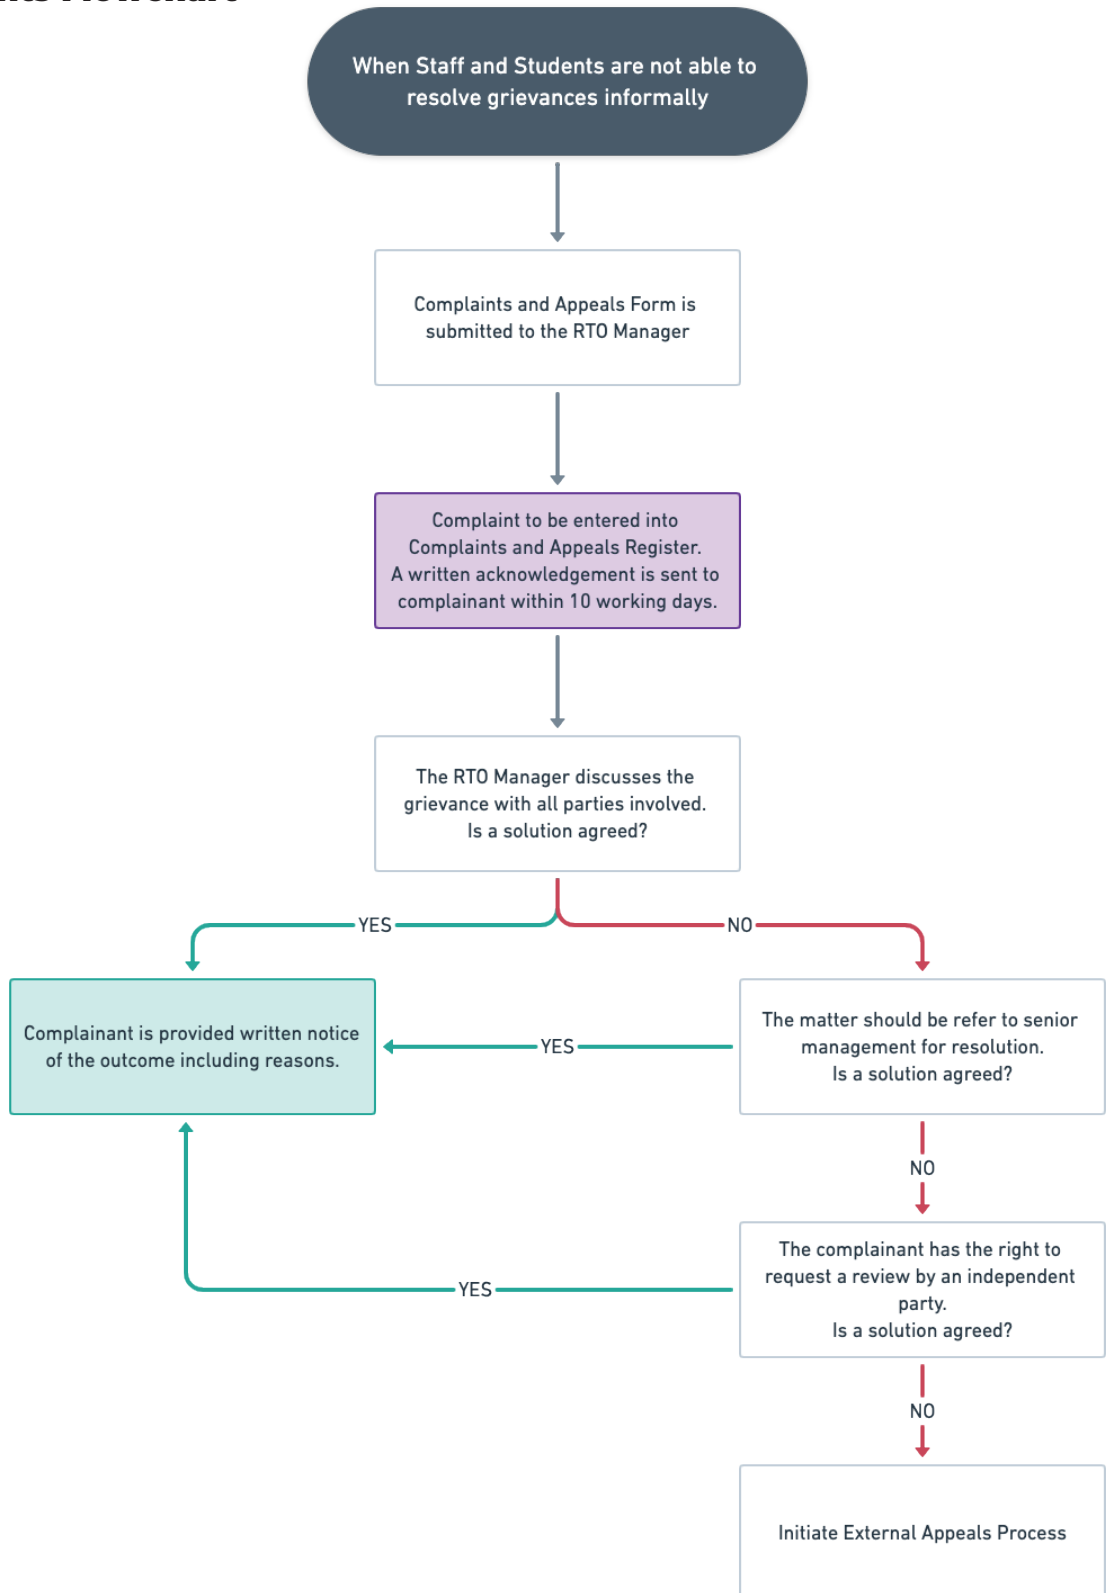 When Staff and Students are not able to
resolve grievances informally
Complaints and Appeals Form is
submitted to the RTO Manager
Complaint to be entered into
Complaints and Appeals Register.
A written acknowledgement is sent to
complainant within 10 working days.
The RTO Manager discusses the
grievance with all parties involved.
Is a solution agreed?
YES
NO
Complainant is provided written notice
of the outcome including reasons.
YES
The matter should be refer to senior
management for resolution.
Is a solution agreed?
NO
The complainant has the right to
request a review by an independent
party.
Is a solution agreed?
YES
NO
Initiate External Appeals Process